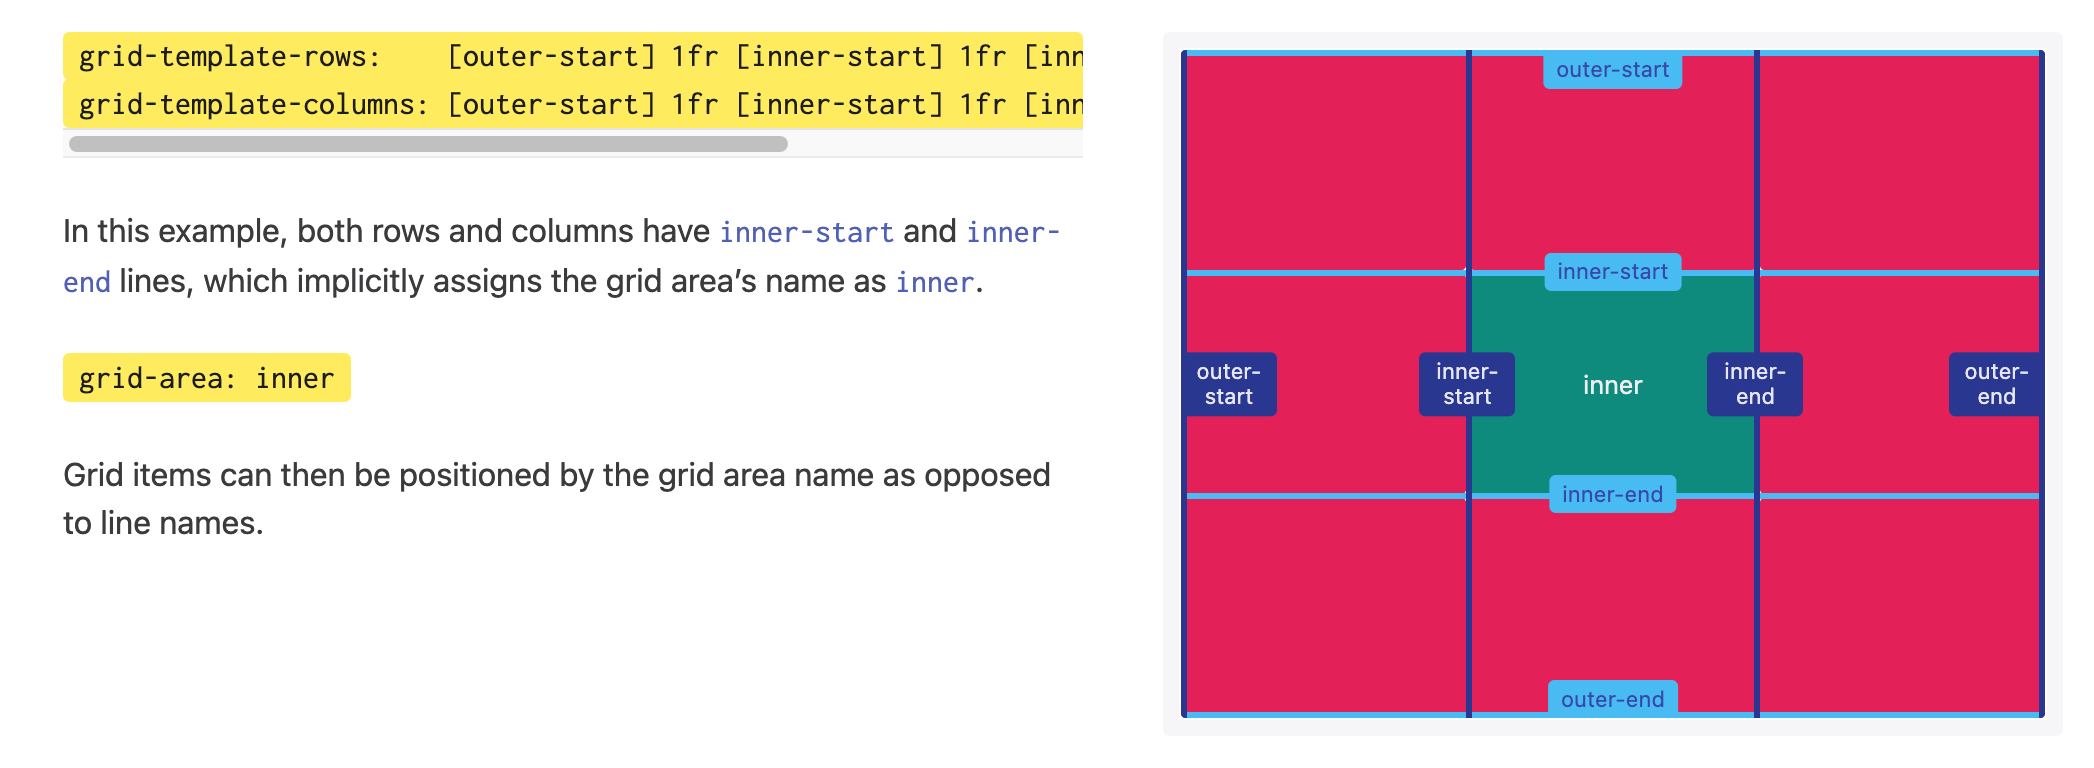 grid-template-rows:    [outer-start] 1fr [inner-start] 1fr [inn
grid-template-columns: [outer-start] 1fr [inner-start] 1fr [inn
In this example, both rows and columns have inner-start and inner-
end lines, which implicitly assigns the grid area’s name as inner.
grid-area: inner
Grid items can then be positioned by the grid area name as opposed
to line names.
outer-start
inner-start
outer-
start
inner-
start
inner
inner-
end
outer-
end
inner-end
outer-end